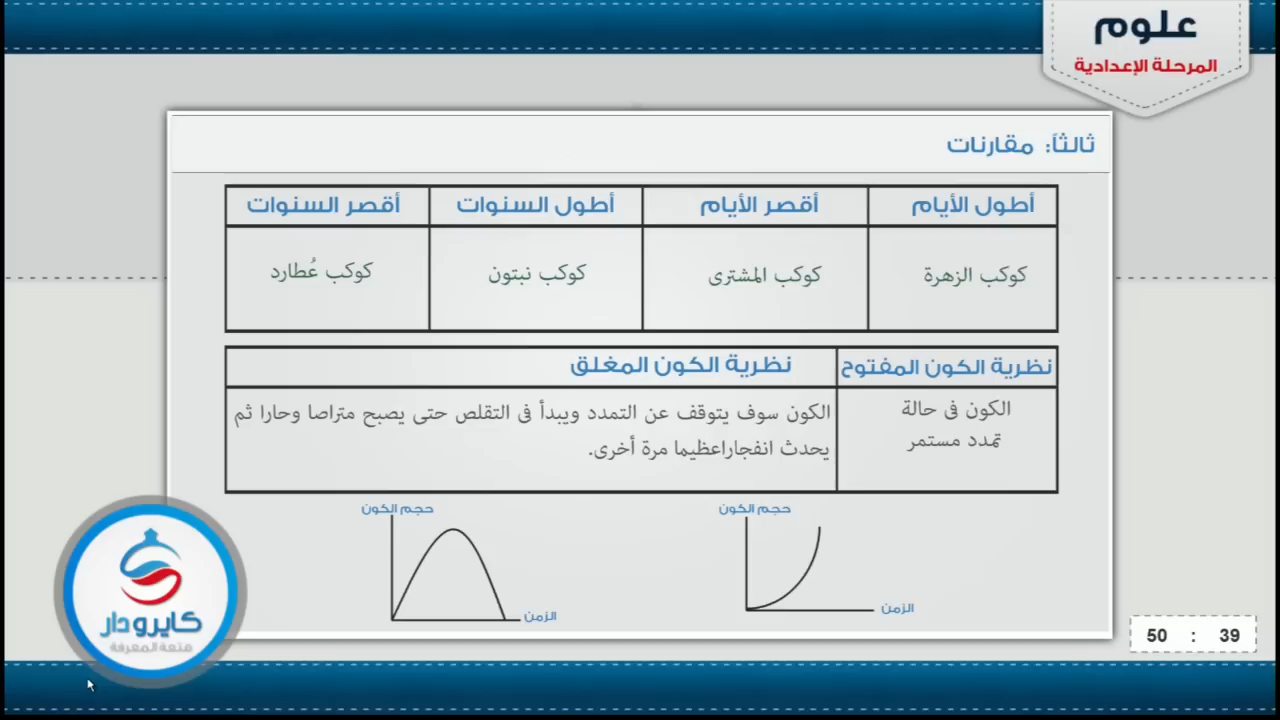 علوم
المرحلة الإعدادية
ثالثاً: مقارنات
أطول الأيام
أقصر الأيام
أطول السنوات
أقصر السنوات
كوكب الزهرة
كوكب المشترى
كوكب نبتون
كوكب عُطارد
نظرية الكون المفتوح
نظرية الكون المغلق
الكون فى حالة
تمدد مستمر
الكون سوف يتوقف عن التمدد ويبدأ فى التقلص حتى يصبح متراصا وحارا ثم
يحدث انفجاراعظيما مرة أخرى.
حجم الكون
الزمن
حجم الكون
الزمن
كايرودار
متعة المعرفة
50 : 39